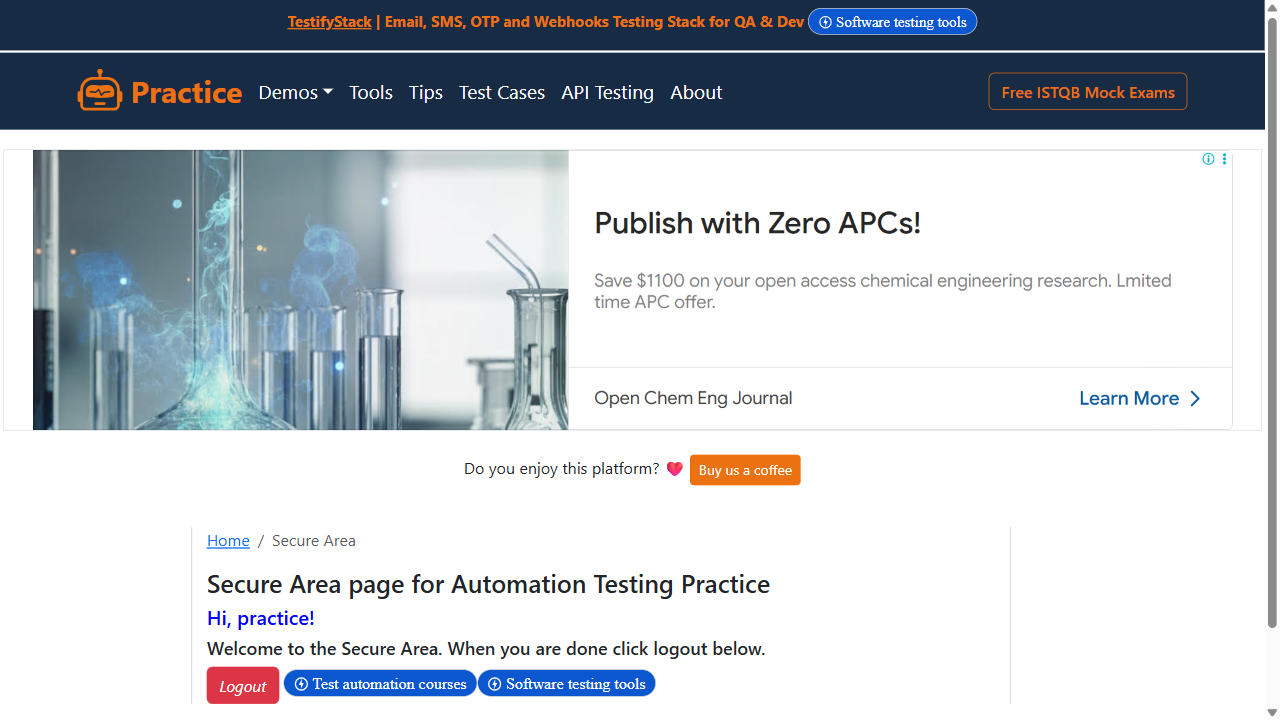 TestifyStack | Email, SMS, OTP and Webhooks Testing Stack for QA & Dev Software testing tools
Practice Demos Tools Tips Test Cases API Testing About Free ISTQB Mock Exams
Publish with Zero APCs!
Save $1100 on your open access chemical engineering research. Lmited
time APC offer.
Open Chem Eng Journal Learn More
Do you enjoy this platform? Buy us a coffee
Home / Secure Area
Secure Area page for Automation Testing Practice
Hi, practice!
Welcome to the Secure Area. When you are done click logout below.
Logout Test automation courses Software testing tools